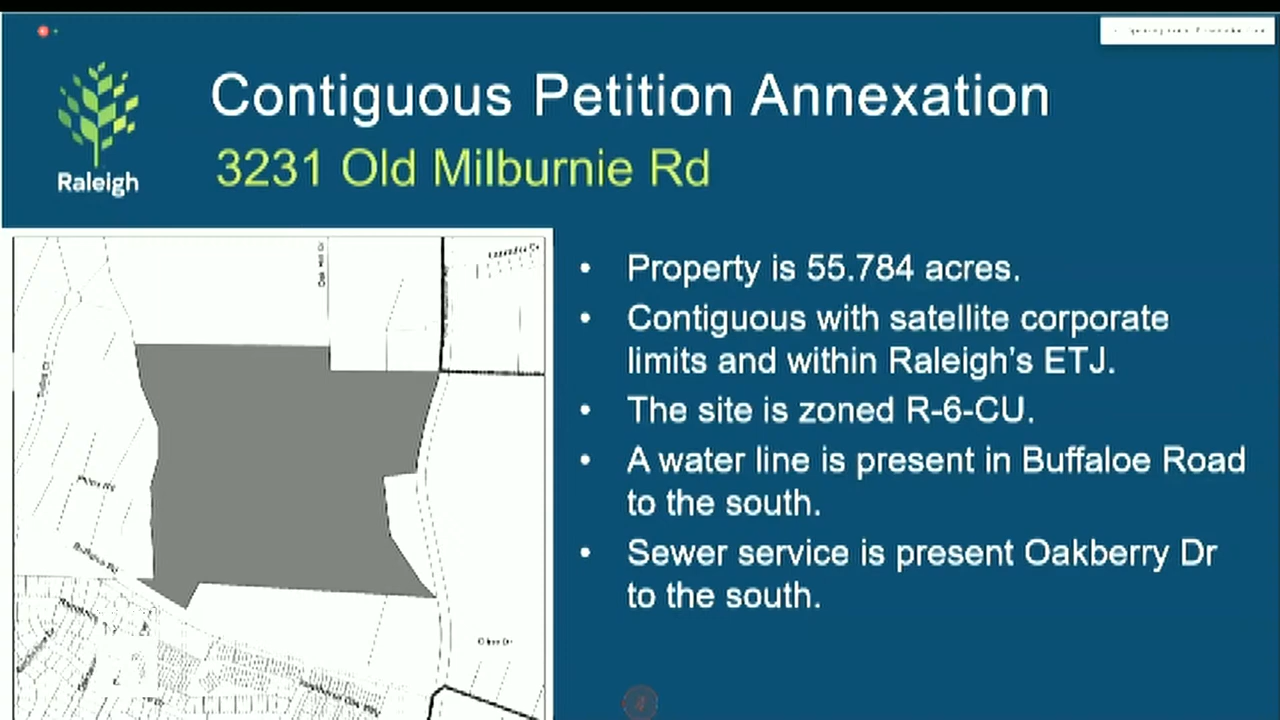 Raleigh
Contiguous Petition Annexation
3231 Old Milburnie Rd
• Property is 55.784 acres.
• Contiguous with satellite corporate
limits and within Raleigh's ETJ.
• The site is zoned R-6-CU.
• A water line is present in Buffaloe Road
to the south.
• Sewer service is present Oakberry Dr
to the south.
Buffaloe Rd